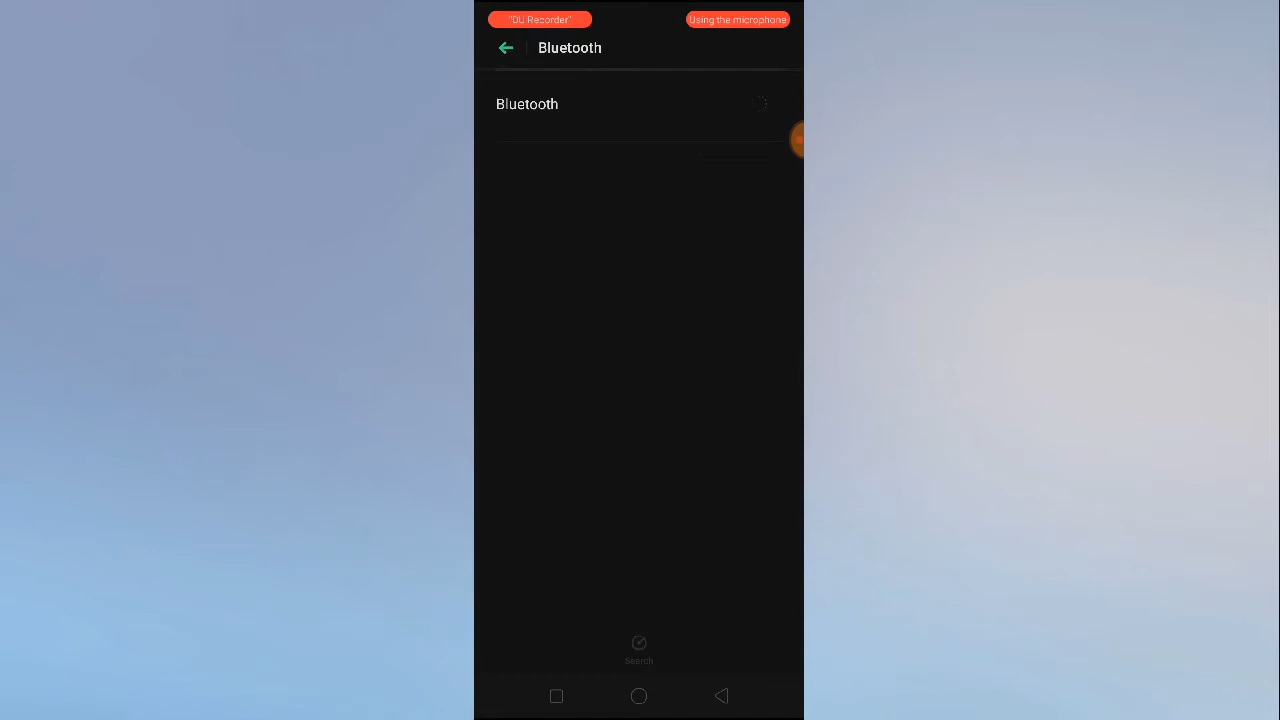 "DU Recorder"
Using the microphone
Bluetooth
Bluetooth
Search